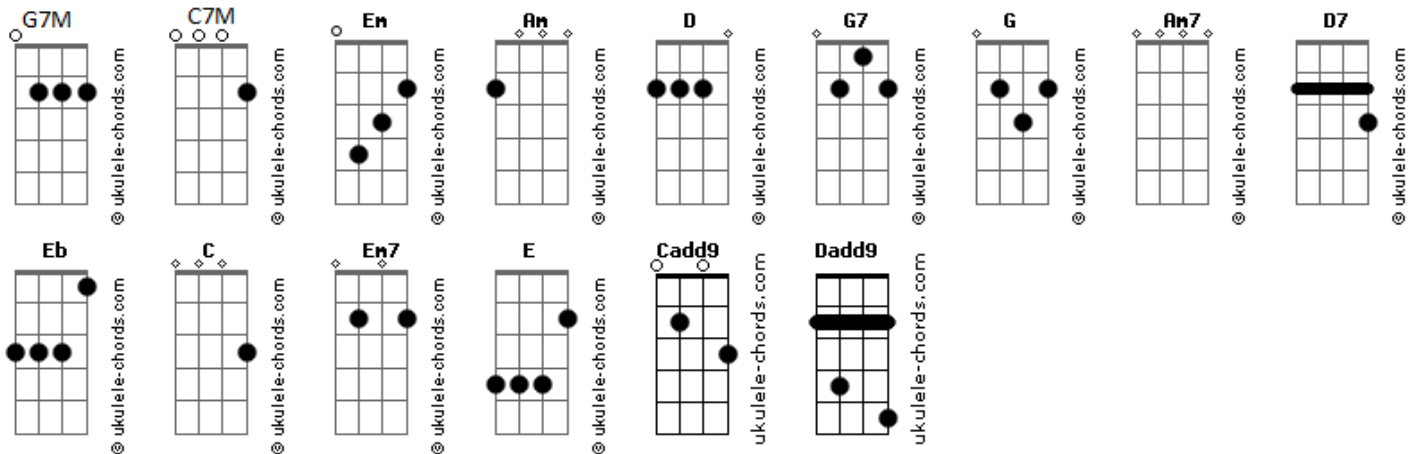 G7M C7M Em Am D G7 G Am7 D7
© ukulele-chords.com © ukulele-chords.com © ukulele-chords.com © ukulele-chords.com © ukulele-chords.com © ukulele-chords.com © ukulele-chords.com © ukulele-chords.com © ukulele-chords.com
Eb C Em7 E Cadd9 Dadd9
© ukulele-chords.com © ukulele-chords.com © ukulele-chords.com © ukulele-chords.com ukulele-chords.com ukulele-chords.com